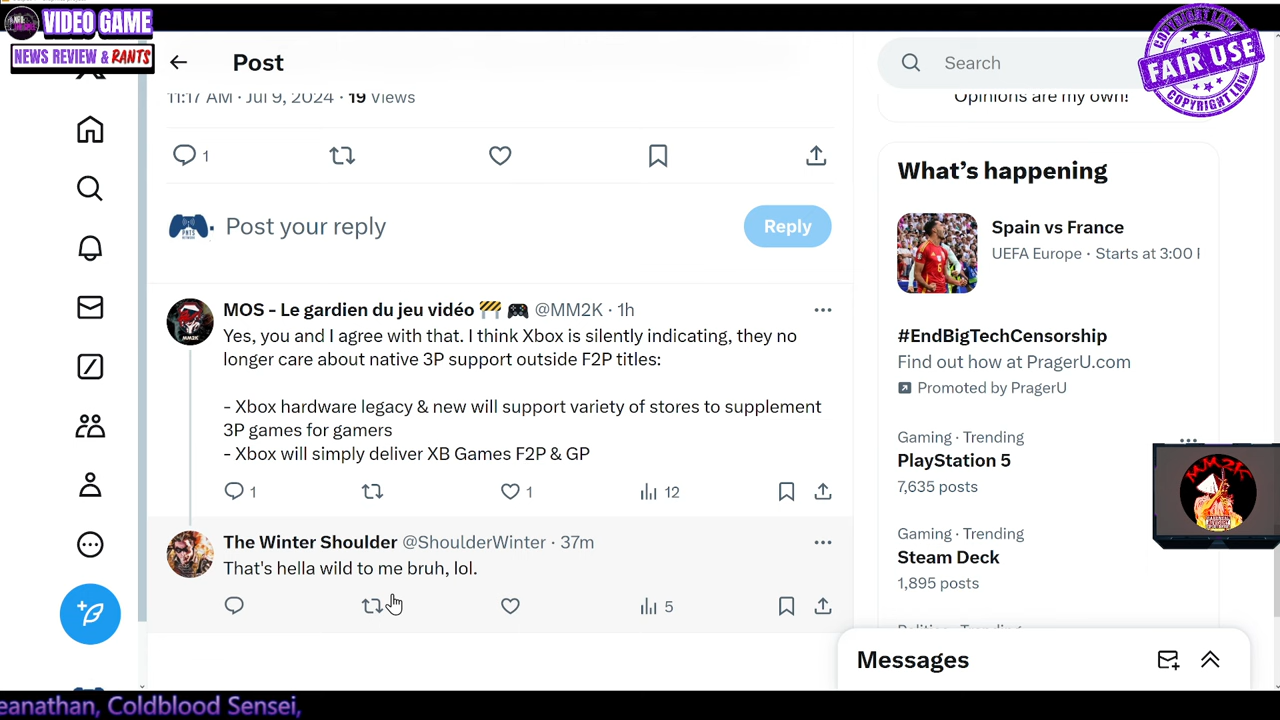 VIDEO GAME
NEWS REVIEW & RANTS
Post
Search
FAIR USE
COPYRIGHT LAW
COPYRIGHT LAW
11:17 AM · Jul 9, 2024 · 19 Views
Opinions are my own!
1
What's happening
Post your reply
Reply
Spain vs France
UEFA Europe · Starts at 3:00
MOS - Le gardien du jeu vidéo 🚧 🎮 @MM2K · 1h
Yes, you and I agree with that. I think Xbox is silently indicating, they no
longer care about native 3P support outside F2P titles:
- Xbox hardware legacy & new will support variety of stores to supplement
3P games for gamers
- Xbox will simply deliver XB Games F2P & GP
1
1
12
#EndBigTechCensorship
Find out how at PragerU.com
Promoted by PragerU
Gaming · Trending
PlayStation 5
7,635 posts
MM2K
The Winter Shoulder @ShoulderWinter · 37m
That's hella wild to me bruh, lol.
5
Gaming · Trending
Steam Deck
1,895 posts
Messages
eanathan, Coldblood Sensei,